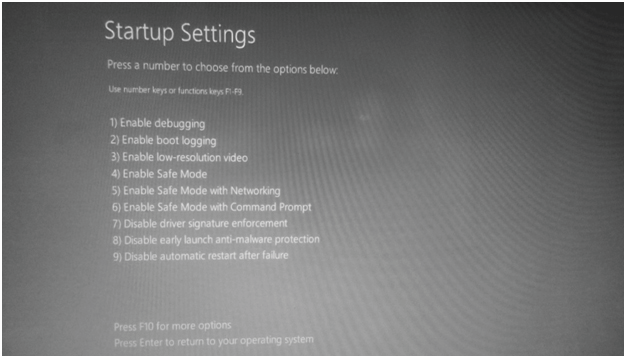 Startup Settings
Press a number to choose from the options below:
Use number keys or functions keys F1-F9.
1) Enable debugging
2) Enable boot logging
3) Enable low-resolution video
4) Enable Safe Mode
5) Enable Safe Mode with Networking
6) Enable Safe Mode with Command Prompt
7) Disable driver signature enforcement
8) Disable early launch anti-malware protection
9) Disable automatic restart after failure
Press F10 for more options
Press Enter to return to your operating system